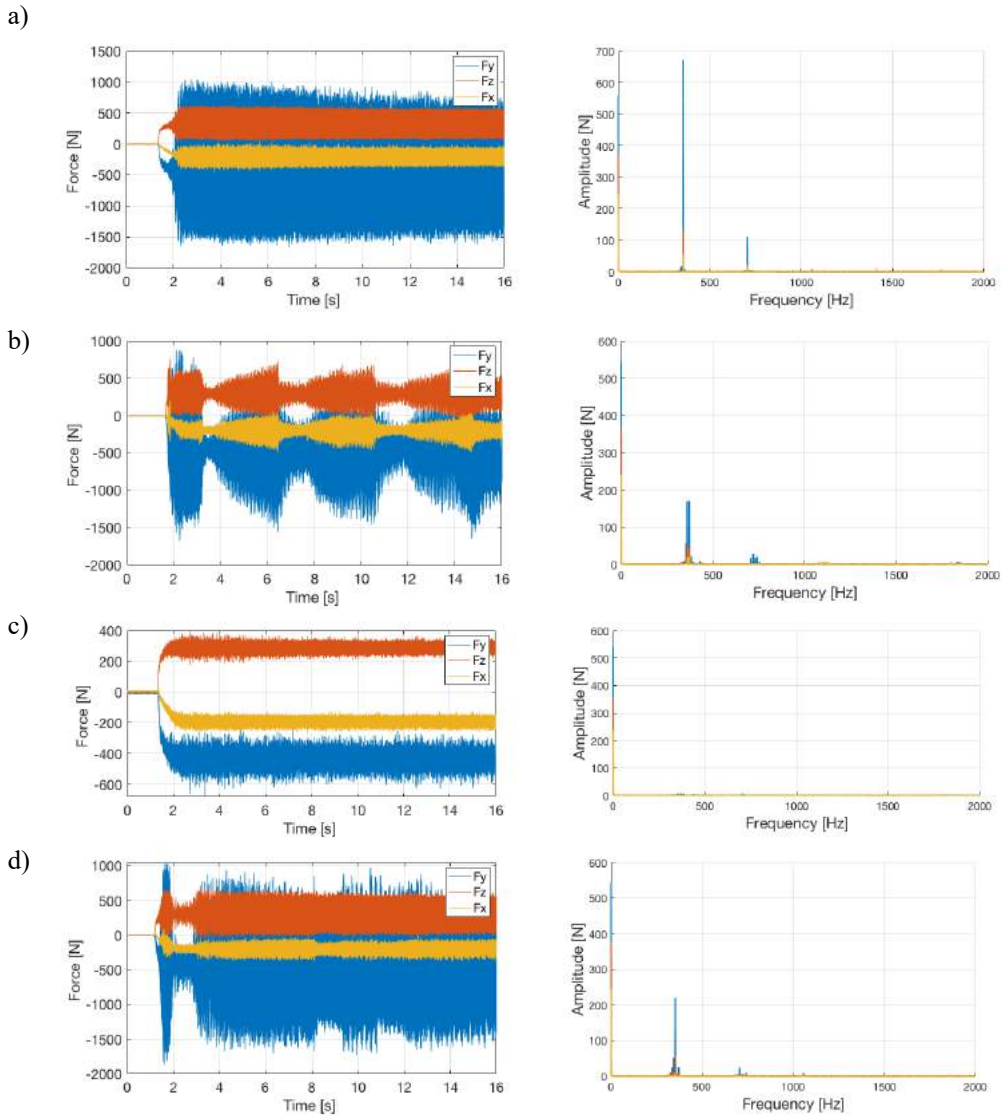 a)
1500
1000
500
0
-500
-1000
-1500
-2000
Force [N]
0 2 4 6 8 10 12 14 16
Time [s]
Fy
Fz
Fx
700
600
500
400
300
200
100
0
Amplitude [N]
0 500 1000 1500 2000
Frequency [Hz]
b)
1000
500
0
-500
-1000
-1500
-2000
Force [N]
0 2 4 6 8 10 12 14 16
Time [s]
Fy
Fz
Fx
600
500
400
300
200
100
0
Amplitude [N]
0 500 1000 1500 2000
Frequency [Hz]
c)
400
200
0
-200
-400
-600
Force [N]
0 2 4 6 8 10 12 14 16
Time [s]
Fy
Fz
Fx
600
500
400
300
200
100
0
Amplitude [N]
0 500 1000 1500 2000
Frequency [Hz]
d)
1000
500
0
-500
-1000
-1500
-2000
Force [N]
0 2 4 6 8 10 12 14 16
Time [s]
Fy
Fz
Fx
600
500
400
300
200
100
0
Amplitude [N]
0 500 1000 1500 2000
Frequency [Hz]